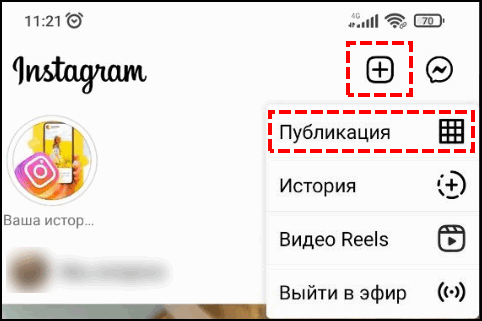 11:21
4G
70
Instagram
Публикация
История
Ваша истор...
Видео Reels
Выйти в эфир